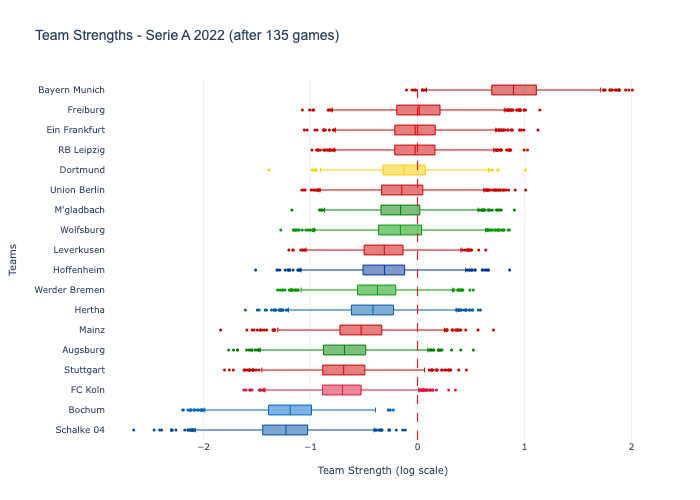 Team Strengths - Serie A 2022 (after 135 games)
Bayern Munich
Freiburg
Ein Frankfurt
RB Leipzig
Dortmund
Union Berlin
M'gladbach
Wolfsburg
Leverkusen
Hoffenheim
Werder Bremen
Hertha
Mainz
Augsburg
Stuttgart
FC Koln
Bochum
Schalke 04
Teams
−2 −1 0 1 2
Team Strength (log scale)